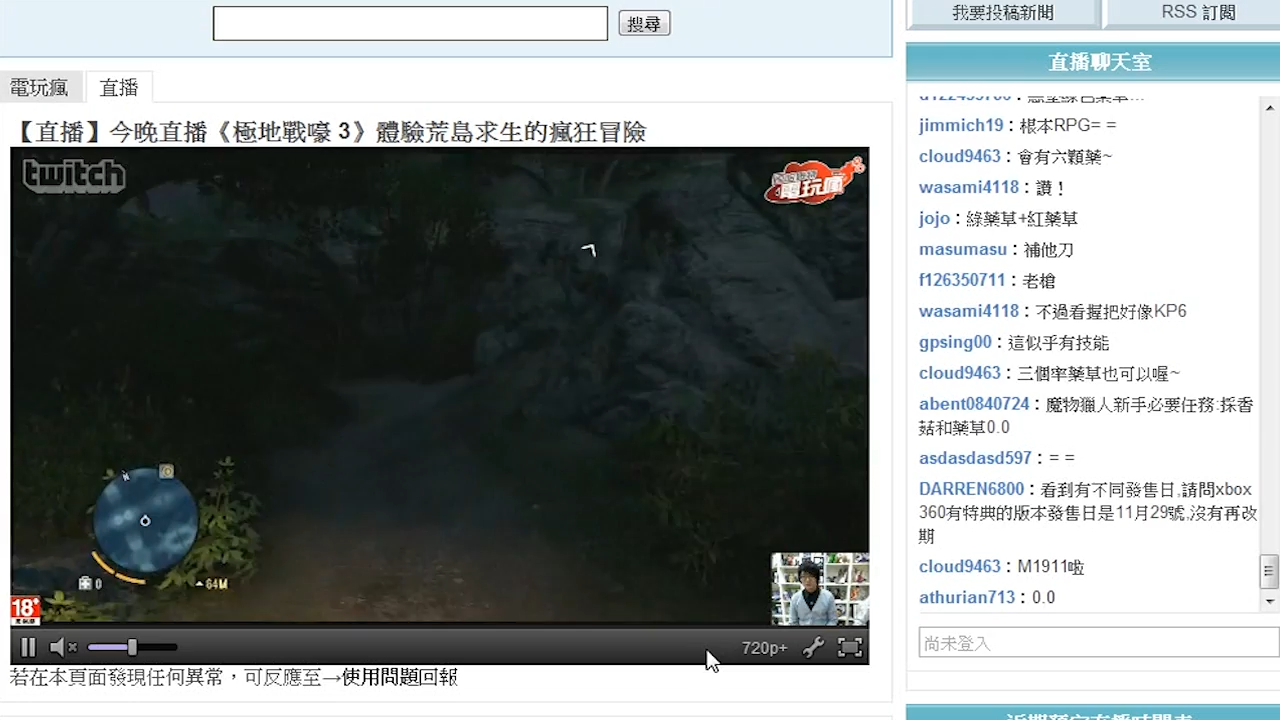 搜尋
我要投稿新聞
RSS 訂閱
電玩瘋
直播
【直播】今晚直播《極地戰嚎 3》體驗荒島求生的瘋狂冒險
twitch
電玩瘋
N
0
64M
18+
720p+
若在本頁面發現任何異常，可反應至→使用問題回報
直播聊天室
jimmich19：根本RPG= =
cloud9463：會有六顆藥~
wasami4118：讚！
jojo：綠藥草+紅藥草
masumasu：補他刀
f126350711：老槍
wasami4118：不過看握把好像KP6
gpsing00：這似乎有技能
cloud9463：三個率藥草也可以喔~
abent0840724：魔物獵人新手必要任務:採香
菇和藥草0.0
asdasdasd597：= =
DARREN6800：看到有不同發售日,請問xbox
360有特典的版本發售日是11月29號,沒有再改
期
cloud9463：M1911啦
athurian713：0.0
尚未登入